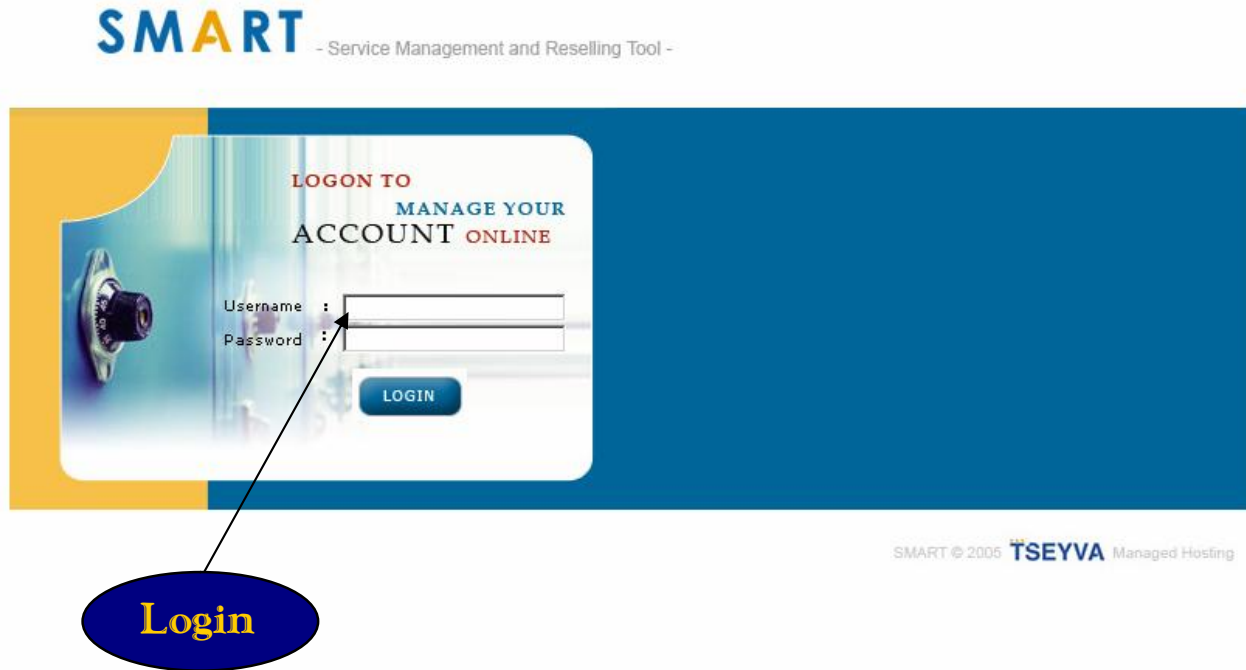 SMART - Service Management and Reselling Tool -
LOGON TO
MANAGE YOUR
ACCOUNT ONLINE
Username :
Password :
LOGIN
SMART © 2005 TSEYVA Managed Hosting
Login